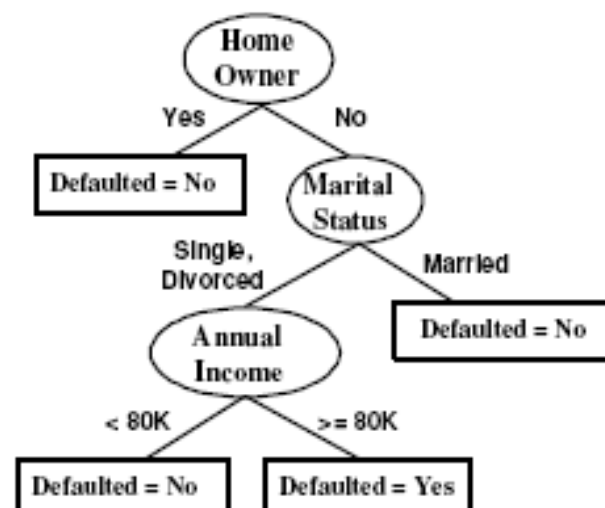 Home
Owner
Yes
No
Defaulted = No
Marital
Status
Single,
Divorced
Married
Annual
Income
Defaulted = No
< 80K
>= 80K
Defaulted = No
Defaulted = Yes